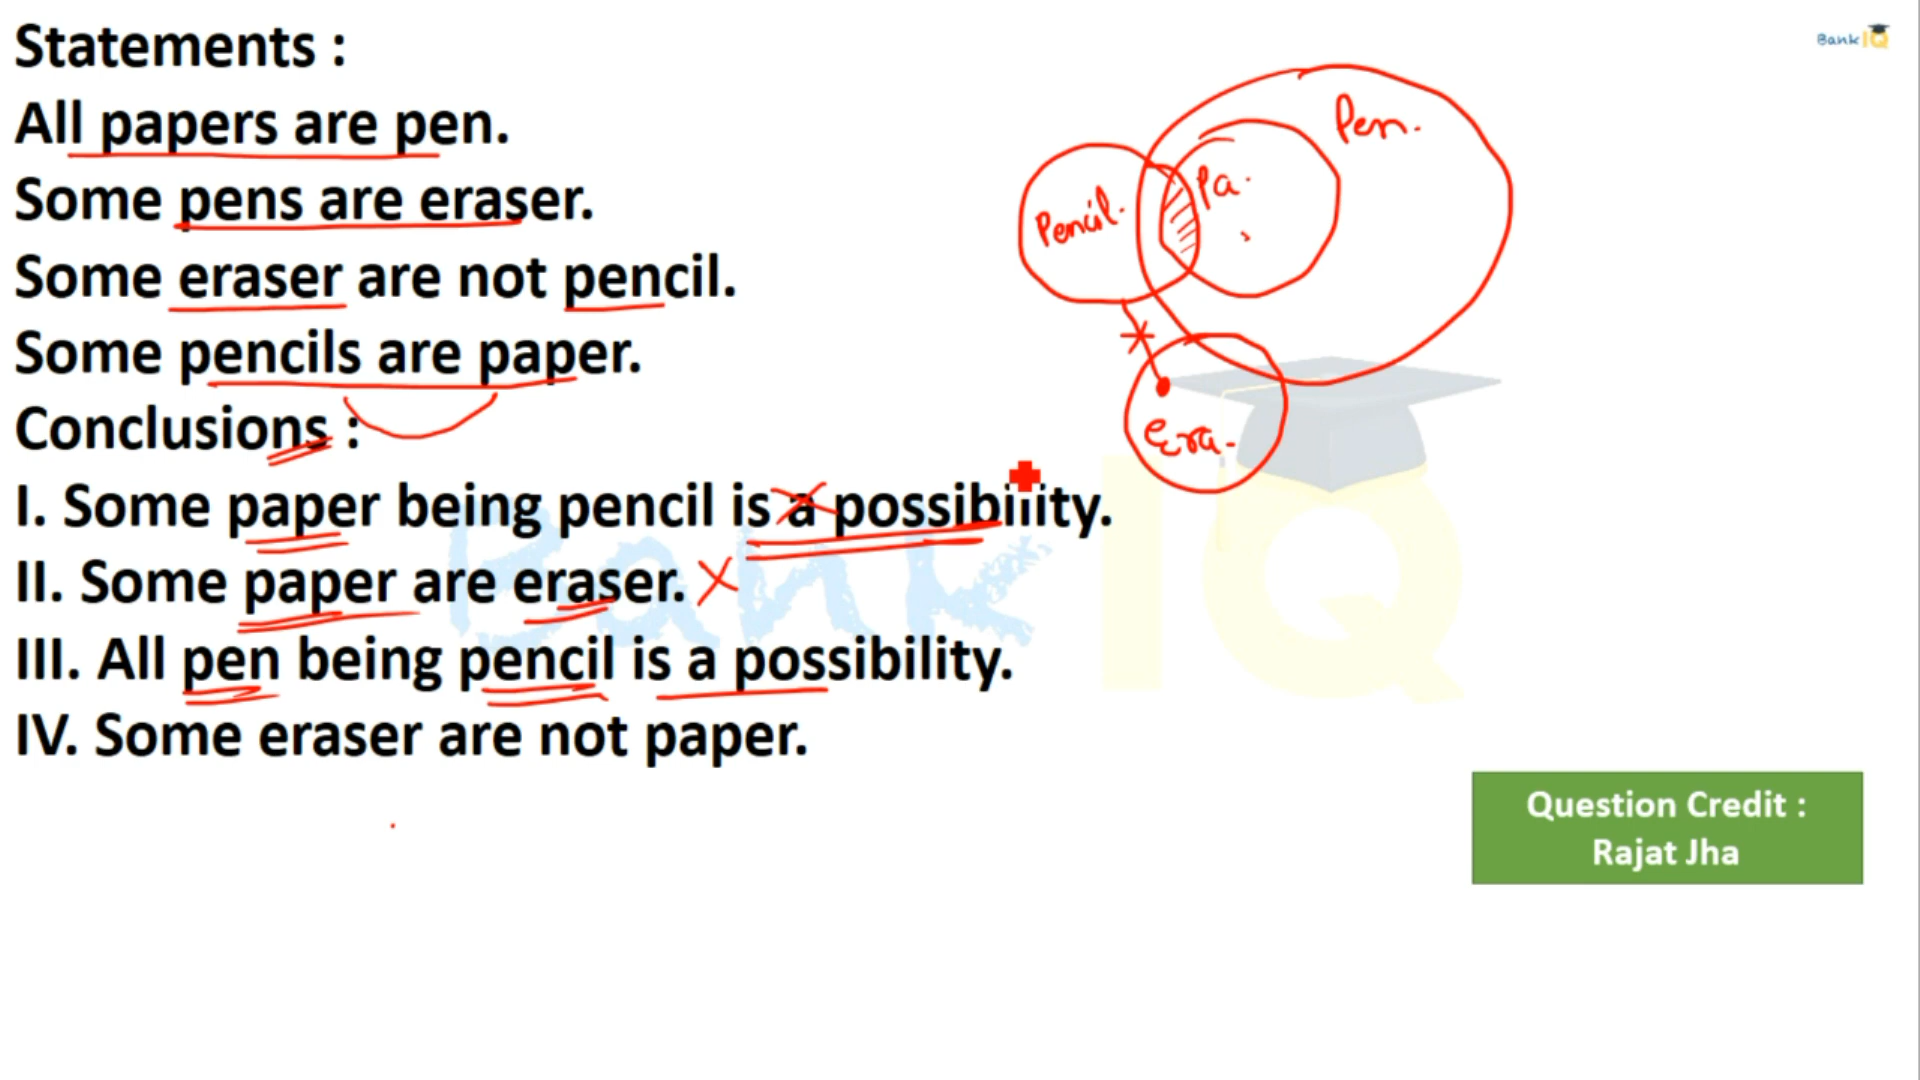 Statements :
All papers are pen.
Some pens are eraser.
Some eraser are not pencil.
Some pencils are paper.
Conclusions :
I. Some paper being pencil is a possibility.
II. Some paper are eraser.
III. All pen being pencil is a possibility.
IV. Some eraser are not paper.
Bank IQ
Pen.
Pa.
Pencil.
Era.
Bank IQ
Question Credit :
Rajat Jha